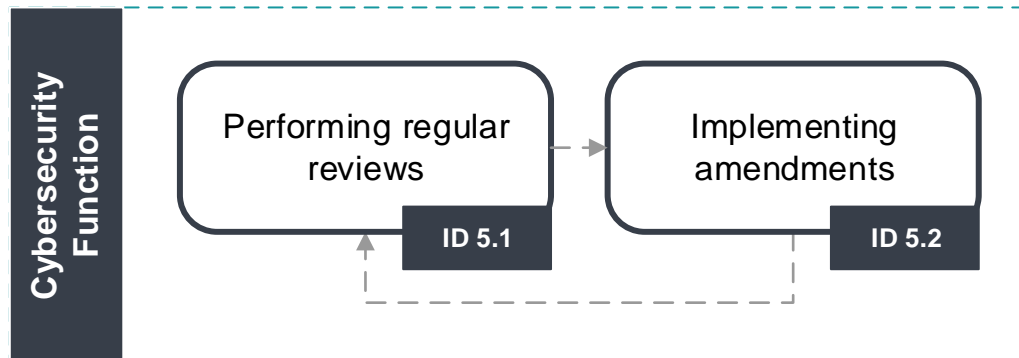 Cybersecurity
Function
Performing regular
reviews
ID 5.1
Implementing
amendments
ID 5.2